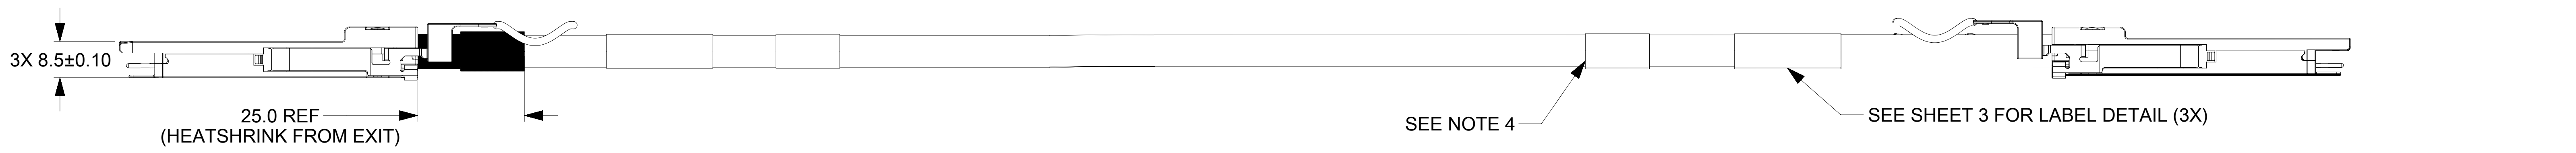 3X 8.5±0.10
25.0 REF
(HEATSHRINK FROM EXIT)
SEE NOTE 4
SEE SHEET 3 FOR LABEL DETAIL (3X)